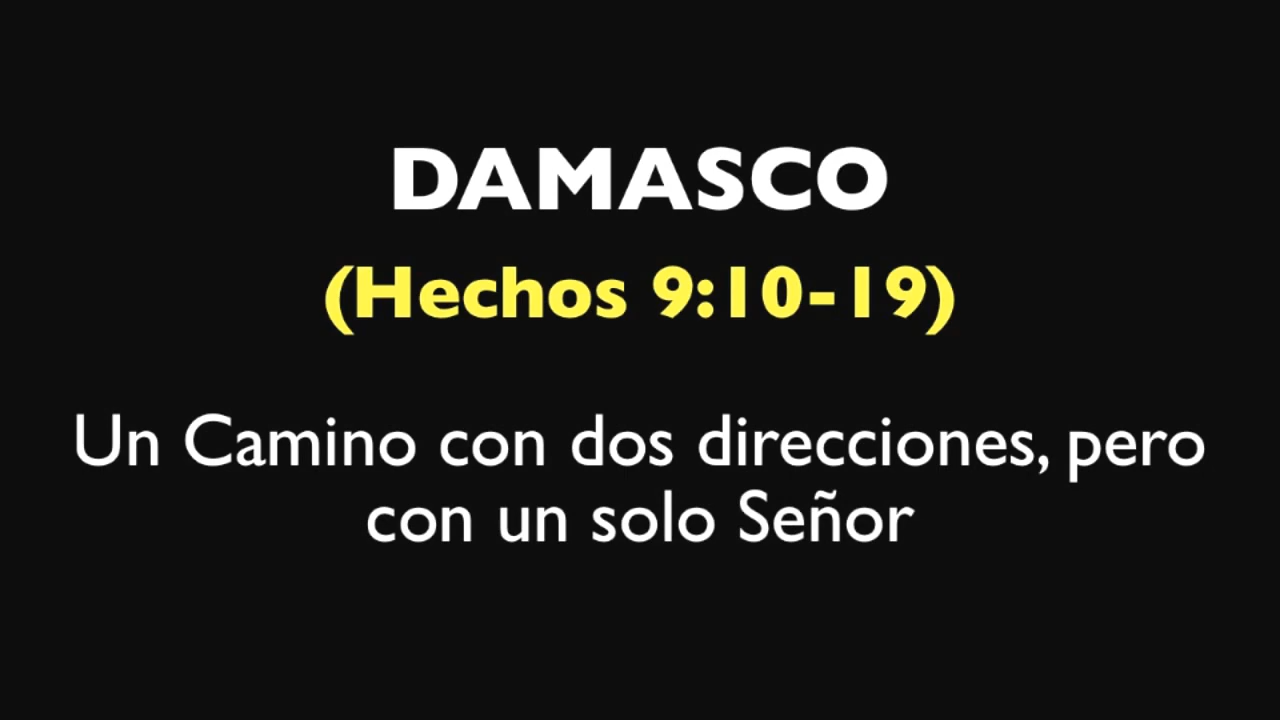 DAMASCO
(Hechos 9:10-19)
Un Camino con dos direcciones, pero
con un solo Señor